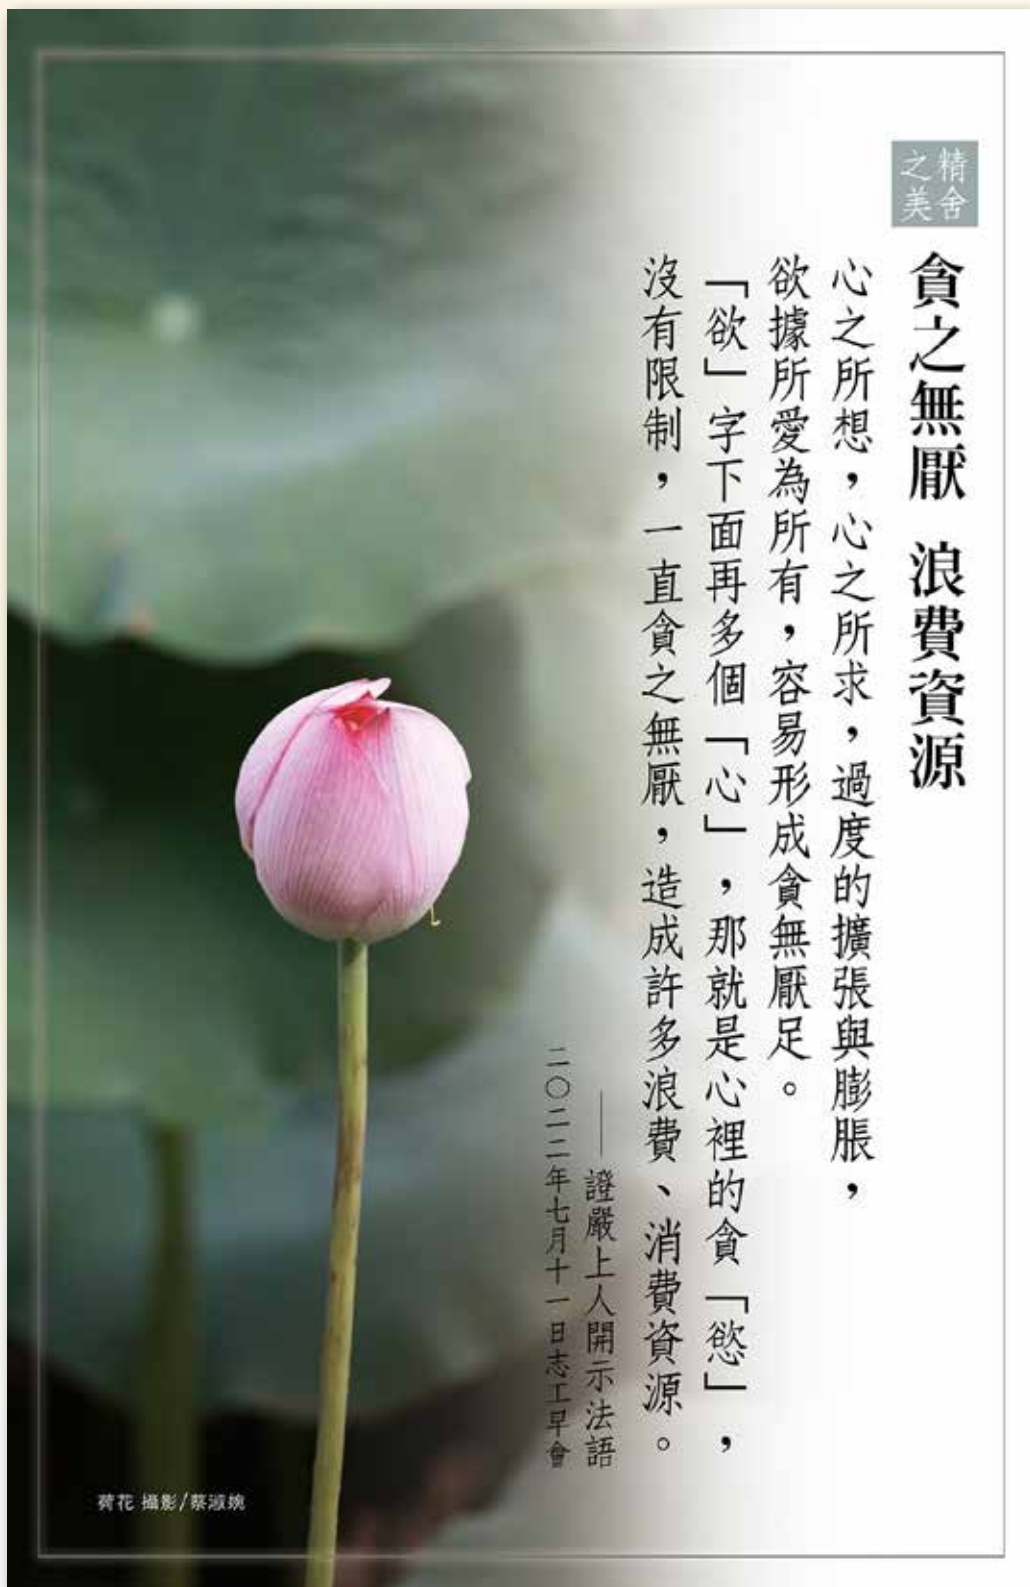 精舍
之美
貪之無厭 浪費資源
心之所想，心之所求，過度的擴張與膨脹，
欲據所愛為所有，容易形成貪無厭足。
「欲」字下面再多個「心」，那就是心裡的貪「慾」，
沒有限制，一直貪之無厭，造成許多浪費、消費資源。
——證嚴上人開示法語
二〇二二年七月十一日志工早會
荷花 攝影/蔡淑婉